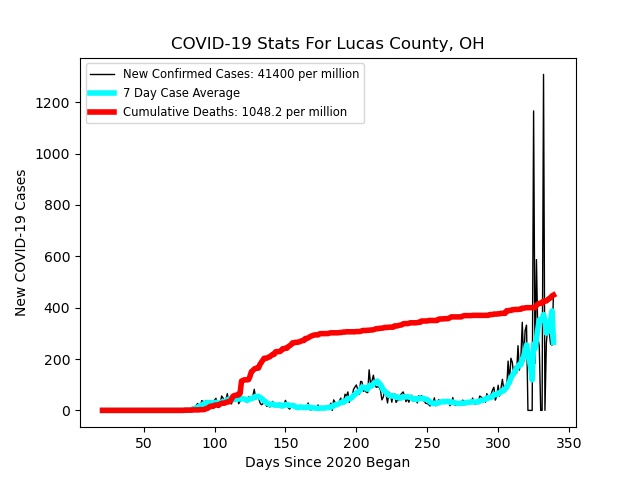 COVID-19 Stats For Lucas County, OH
New Confirmed Cases: 41400 per million
7 Day Case Average
Cumulative Deaths: 1048.2 per million
New COVID-19 Cases
1200
1000
800
600
400
200
0
50 100 150 200 250 300 350
Days Since 2020 Began